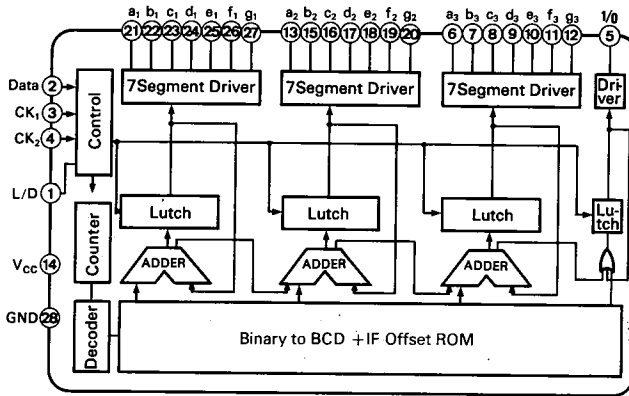 a₁ b₁ c₁ d₁ e₁ f₁ g₁ a₂ b₂ c₂ d₂ e₂ f₂ g₂ a₃ b₃ c₃ d₃ e₃ f₃ g₃ 1/0
21 22 23 24 25 26 27 13 15 16 17 18 19 20 6 7 8 9 10 11 12 5
Data 2
CK₁ 3
CK₂ 4
L/D 1
Vcc 14
GND 28
Control
Counter
Decoder
7Segment Driver 7Segment Driver 7Segment Driver
Dri-
ver
Lutch Lutch Lutch
Lu-
tch
ADDER ADDER ADDER
Binary to BCD +IF Offset ROM